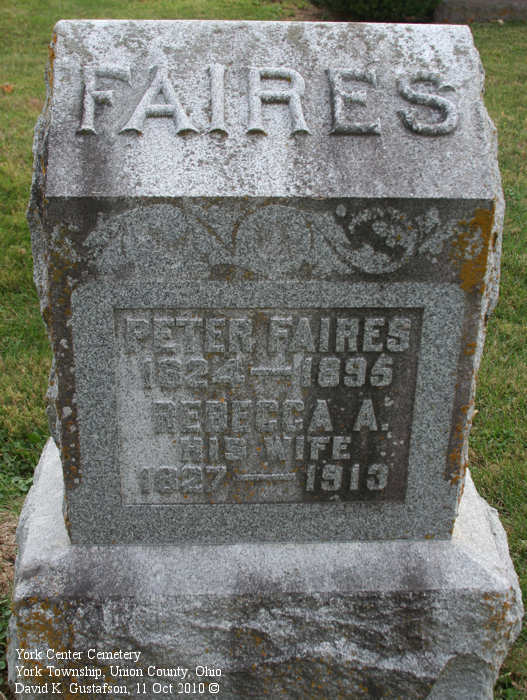 FAIRES
PETER FAIRES
1824 — 1895
REBECCA A.
HIS WIFE
1827 — 1913
York Center Cemetery
York Township, Union County, Ohio
David K. Gustafson, 11 Oct 2010 ©